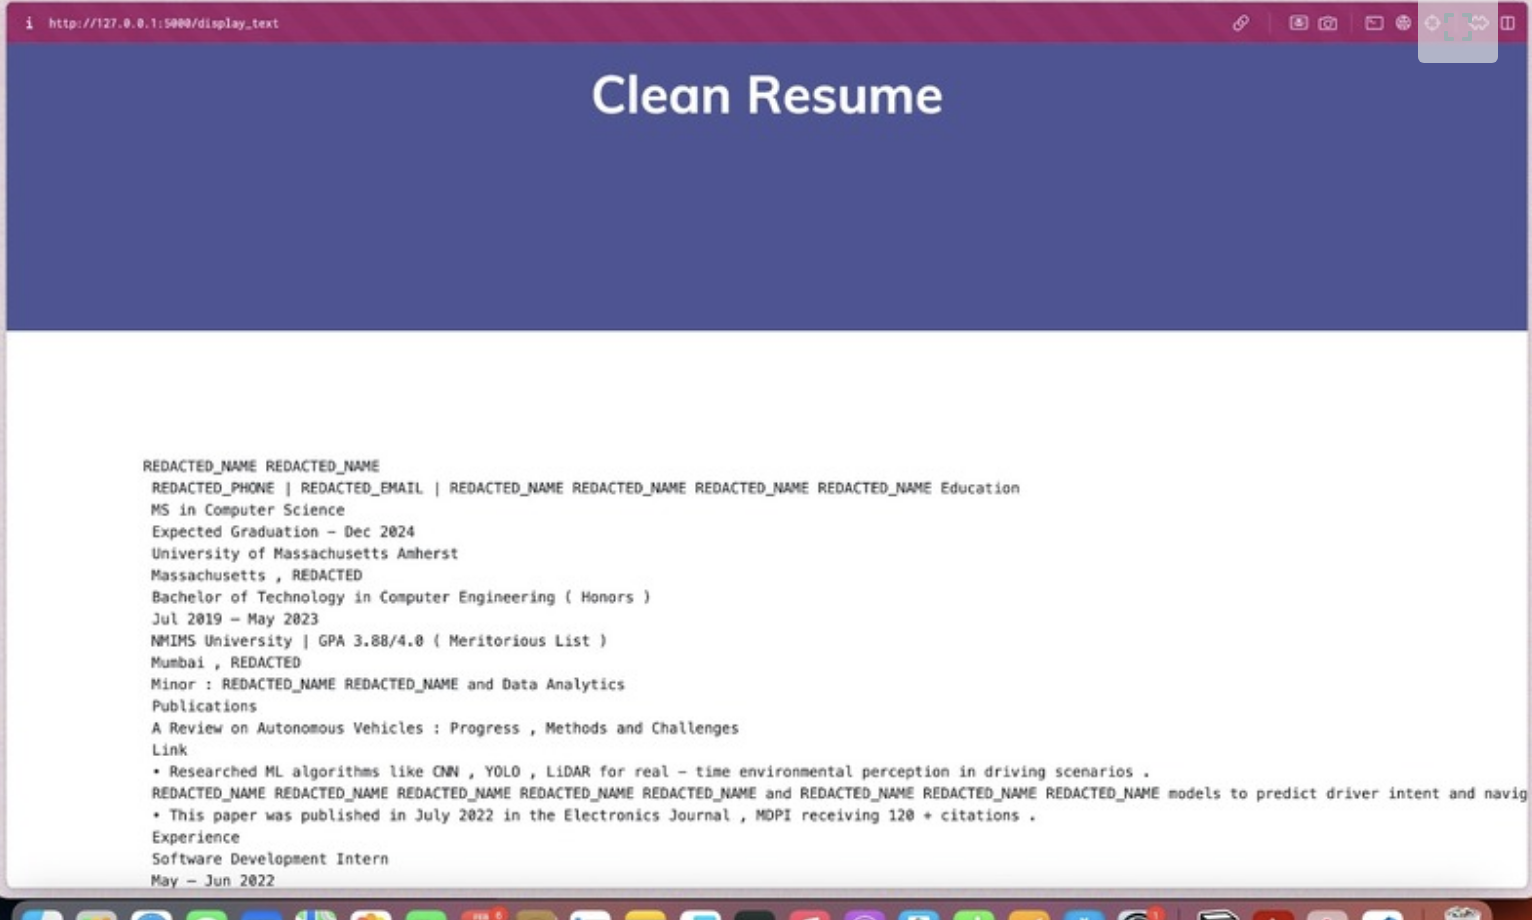 i http://127.0.0.1:5000/display_text
Clean Resume
REDACTED_NAME REDACTED_NAME
REDACTED_PHONE | REDACTED_EMAIL | REDACTED_NAME REDACTED_NAME REDACTED_NAME REDACTED_NAME Education
MS in Computer Science
Expected Graduation – Dec 2024
University of Massachusetts Amherst
Massachusetts , REDACTED
Bachelor of Technology in Computer Engineering ( Honors )
Jul 2019 – May 2023
NMIMS University | GPA 3.88/4.0 ( Meritorious List )
Mumbai , REDACTED
Minor : REDACTED_NAME REDACTED_NAME and Data Analytics
Publications
A Review on Autonomous Vehicles : Progress , Methods and Challenges
Link
• Researched ML algorithms like CNN , YOLO , LiDAR for real – time environmental perception in driving scenarios .
REDACTED_NAME REDACTED_NAME REDACTED_NAME REDACTED_NAME REDACTED_NAME and REDACTED_NAME REDACTED_NAME REDACTED_NAME models to predict driver intent and navig
• This paper was published in July 2022 in the Electronics Journal , MDPI receiving 120 + citations .
Experience
Software Development Intern
May – Jun 2022
FEB 6
1